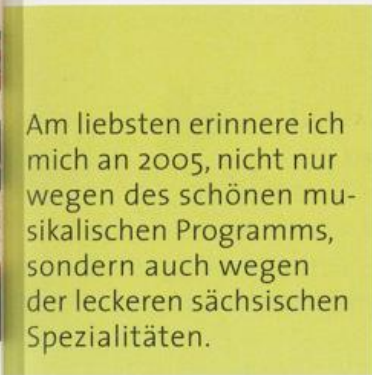 Am liebsten erinnere ich
mich an 2005, nicht nur
wegen des schönen mu-
sikalischen Programms,
sondern auch wegen
der leckeren sächsischen
Spezialitäten.